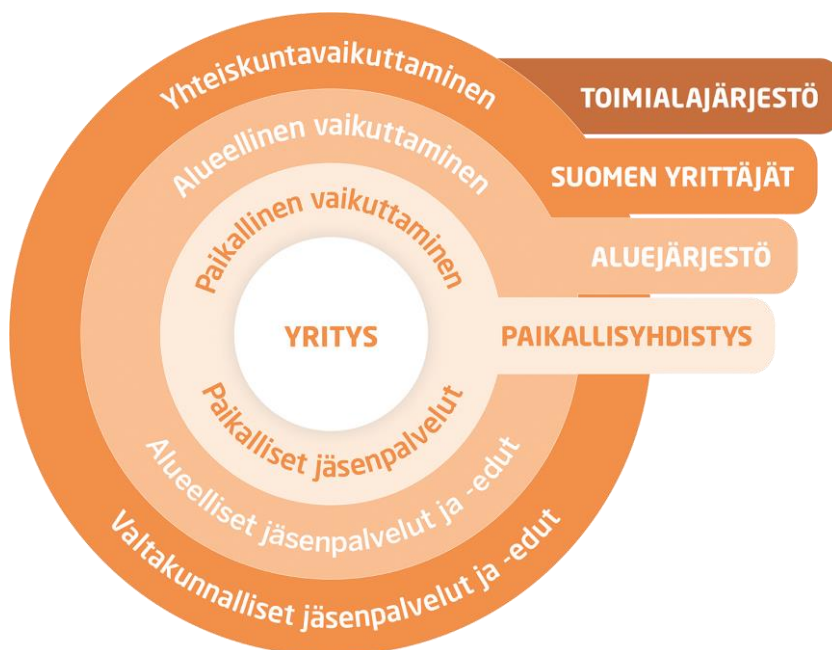 Yhteiskuntavaikuttaminen
TOIMIALAJÄRJESTÖ
Alueellinen vaikuttaminen
SUOMEN YRITTÄJÄT
Paikallinen vaikuttaminen
ALUEJÄRJESTÖ
YRITYS
PAIKALLISYHDISTYS
Paikalliset jäsenpalvelut
Alueelliset jäsenpalvelut ja -edut
Valtakunnalliset jäsenpalvelut ja -edut